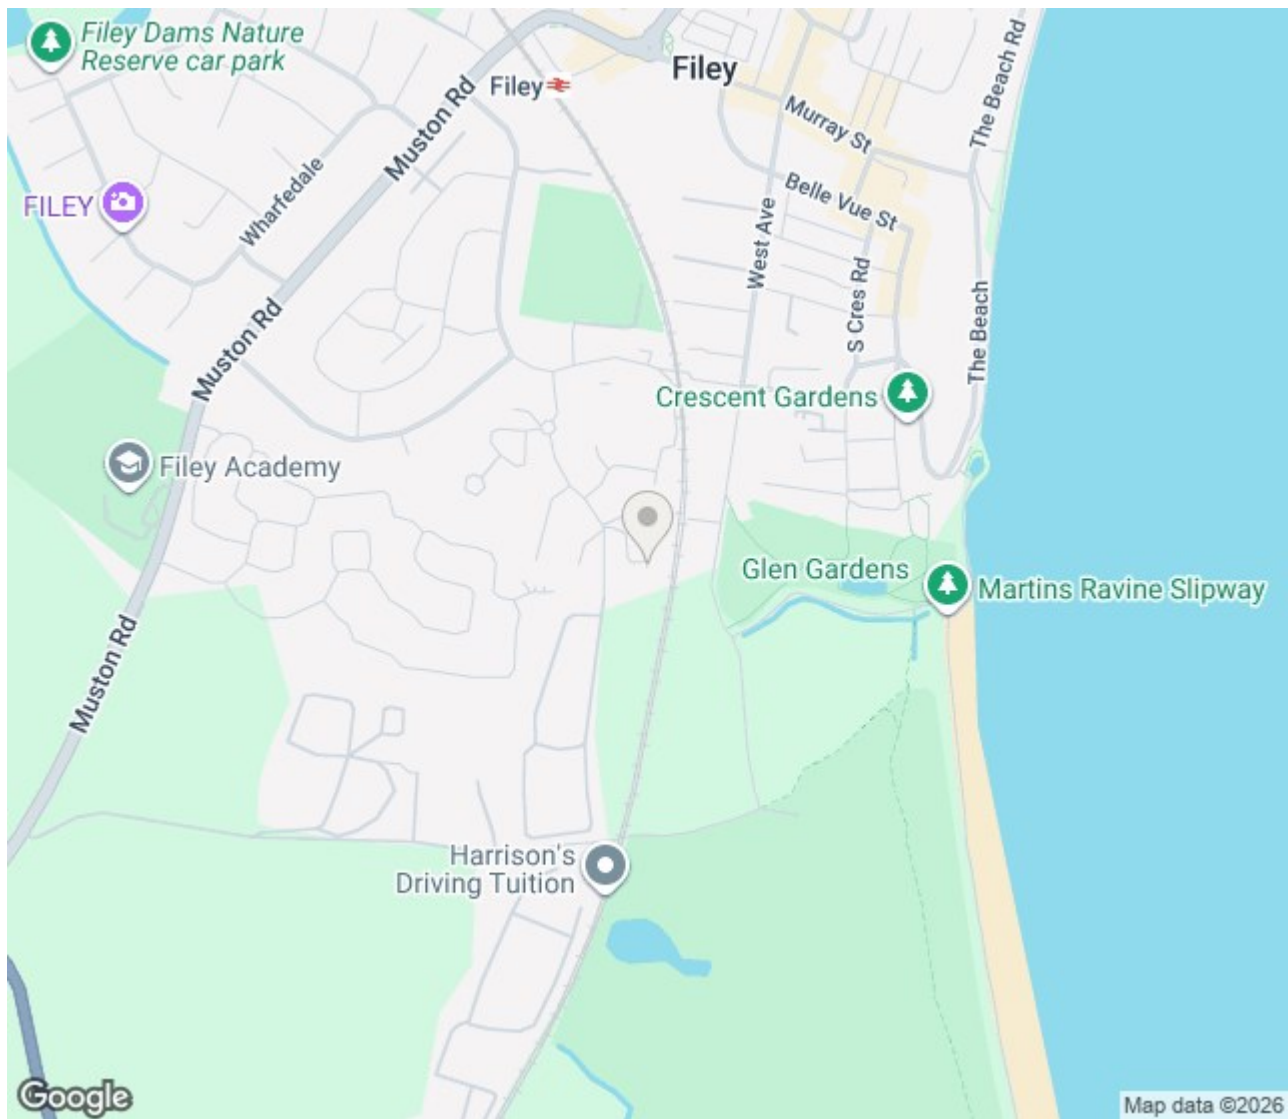 Filey Dams Nature
Reserve car park
Filey
Filey
The Beach Rd
Murray St
Muston Rd
Belle Vue St
Wharfedale
FILEY
West Ave
S Cres Rd
The Beach
Muston Rd
Crescent Gardens
Filey Academy
Glen Gardens
Martins Ravine Slipway
Muston Rd
Harrison's
Driving Tuition
Google
Map data ©2026